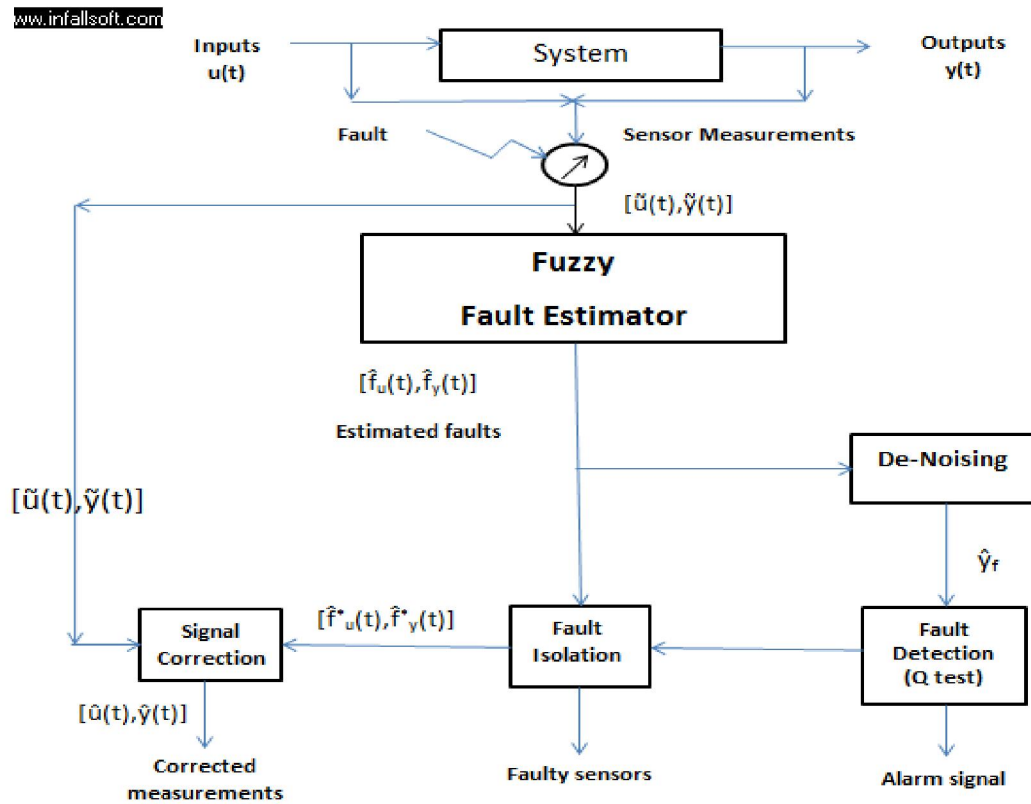 ww.infallsoft.com
Inputs
u(t)
System
Outputs
y(t)
Fault
Sensor Measurements
[ũ(t),ỹ(t)]
Fuzzy
Fault Estimator
[f̂ᵤ(t),f̂ᵧ(t)]
Estimated faults
De-Noising
[ũ(t),ỹ(t)]
ŷf
[f̂*ᵤ(t),f̂*ᵧ(t)]
Signal
Correction
Fault
Isolation
Fault
Detection
(Q test)
[û(t),ŷ(t)]
Corrected
measurements
Faulty sensors
Alarm signal